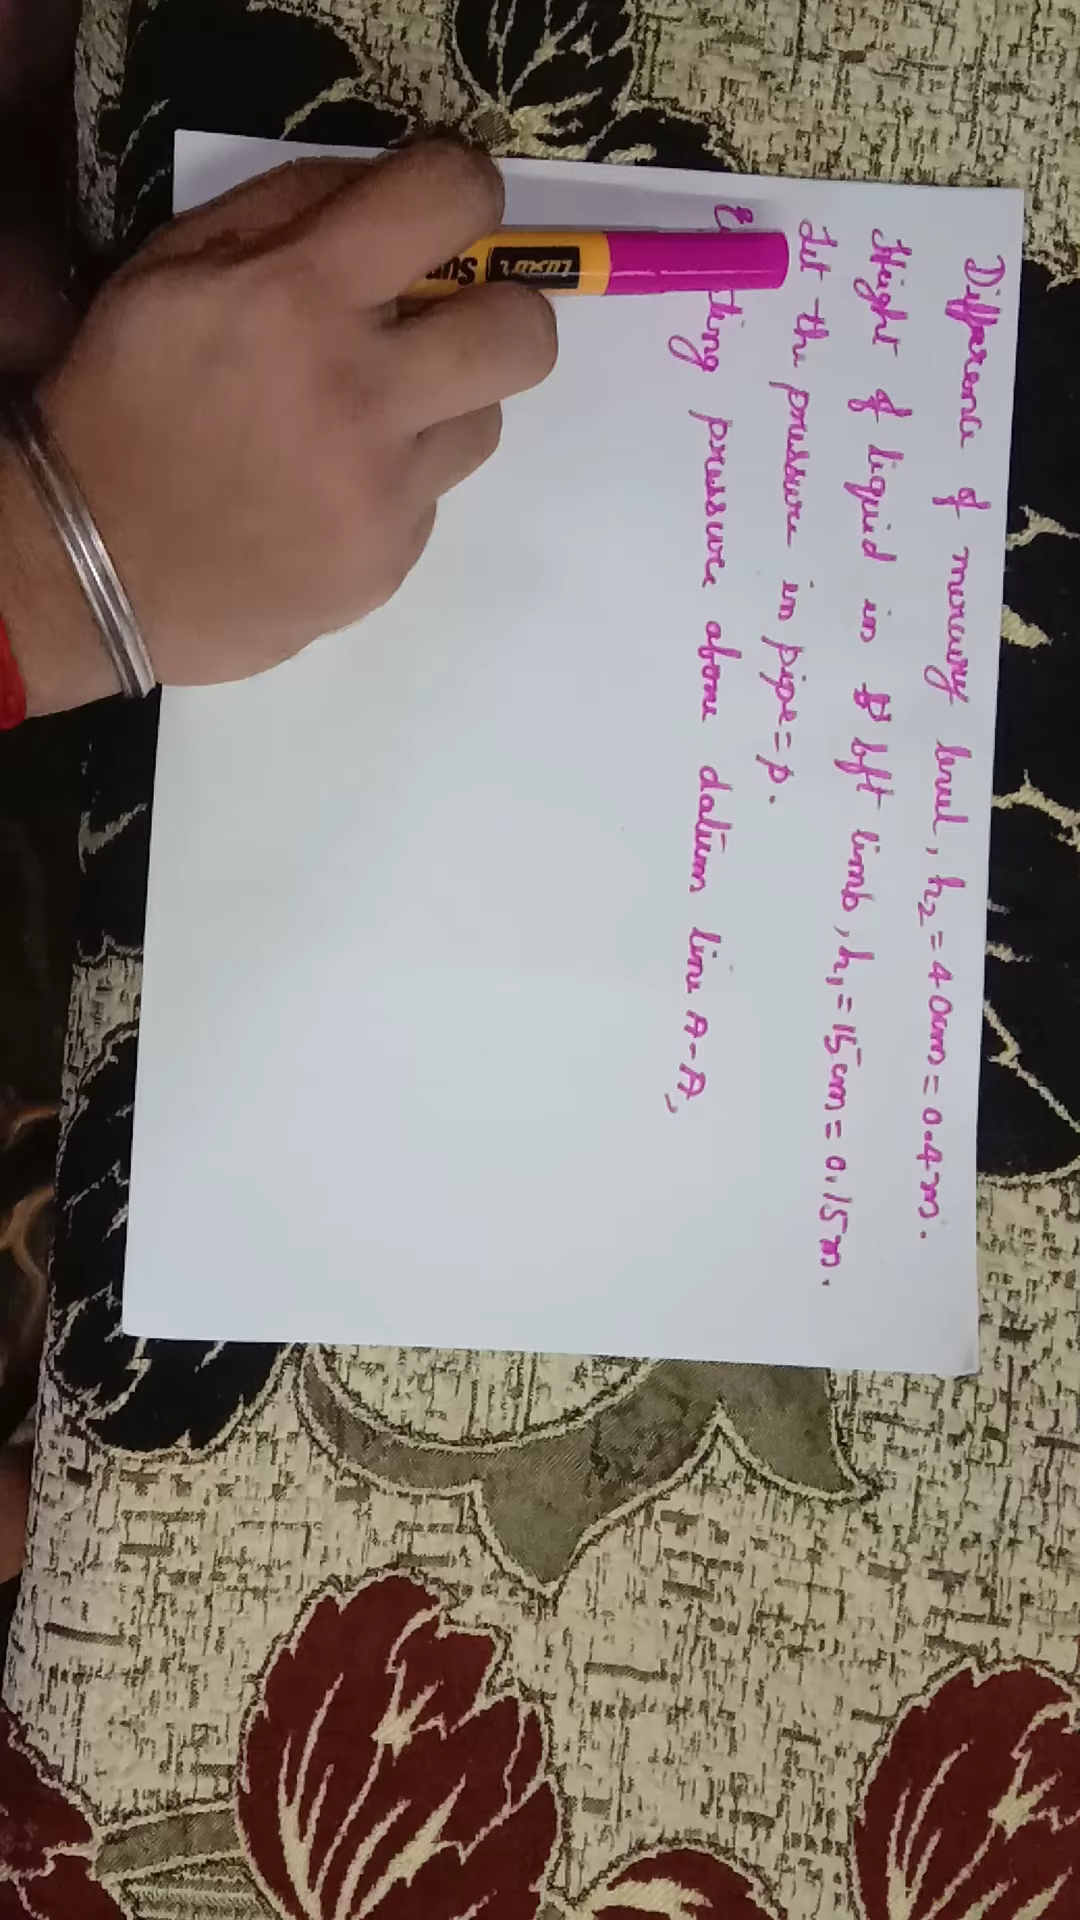 Difference of mercury level, h₂ = 40cm = 0.4m.
Height of liquid in left limb, h₁ = 15cm = 0.15m.
Let the pressure in pipe = p.
pressure above datum line A-A,
Luxor